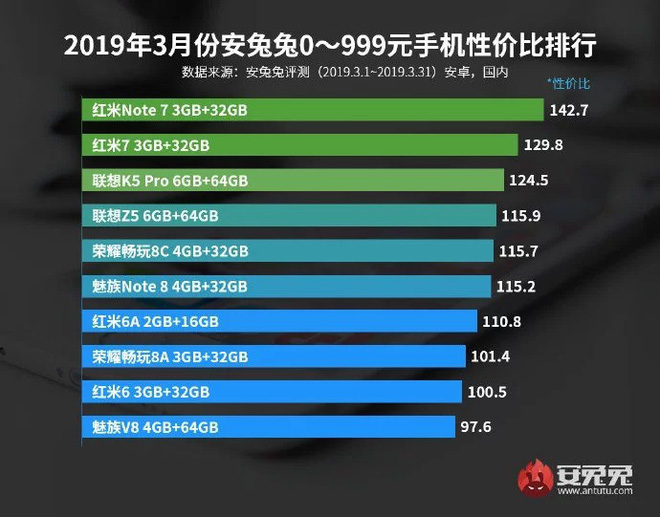 2019年3月份安兔兔0～999元手机性价比排行
数据来源：安兔兔评测（2019.3.1~2019.3.31）安卓，国内
*性价比
红米Note 7 3GB+32GB 142.7
红米7 3GB+32GB 129.8
联想K5 Pro 6GB+64GB 124.5
联想Z5 6GB+64GB 115.9
荣耀畅玩8C 4GB+32GB 115.7
魅族Note 8 4GB+32GB 115.2
红米6A 2GB+16GB 110.8
荣耀畅玩8A 3GB+32GB 101.4
红米6 3GB+32GB 100.5
魅族V8 4GB+64GB 97.6
安兔兔
www.antutu.com